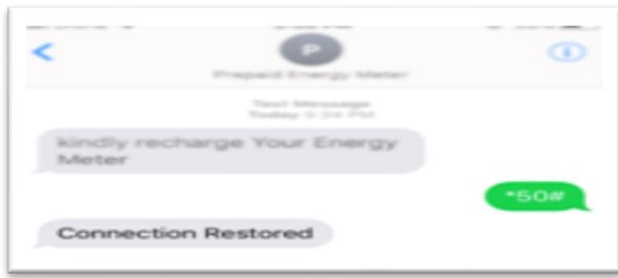 P
Prepaid Energy Meter
Text Message
Today 5:34 PM
kindly recharge Your Energy
Meter
*50#
Connection Restored